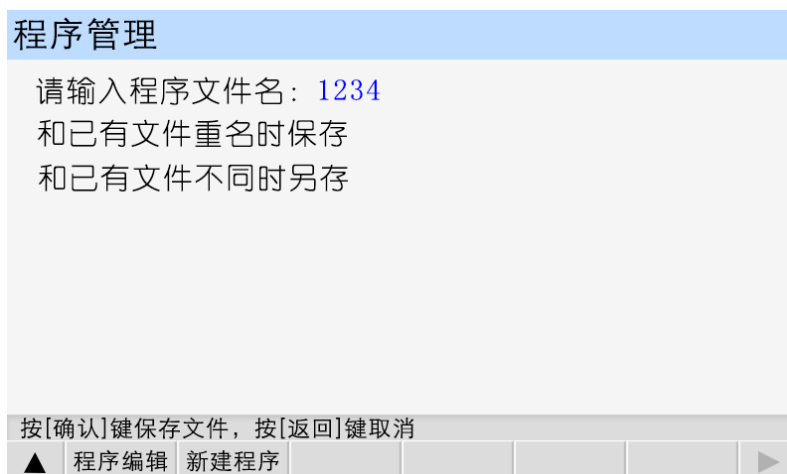 程序管理
请输入程序文件名：1234
和已有文件重名时保存
和已有文件不同时另存
按[确认]键保存文件，按[返回]键取消
▲ 程序编辑 新建程序 ▶